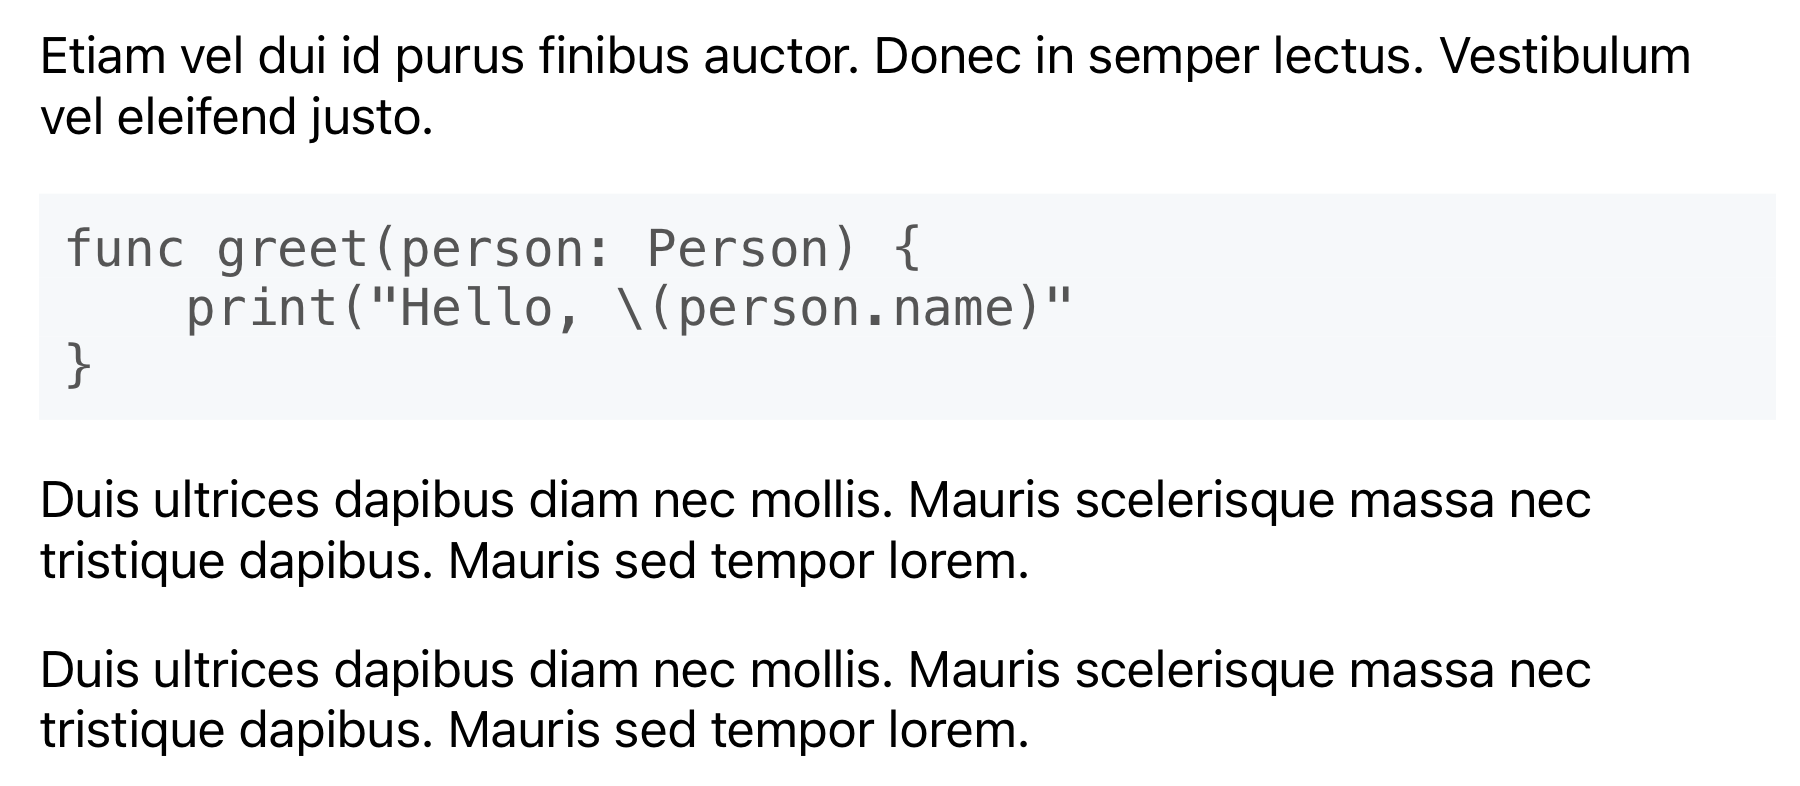 Etiam vel dui id purus finibus auctor. Donec in semper lectus. Vestibulum
vel eleifend justo.
func greet(person: Person) {
    print("Hello, \(person.name)"
}
Duis ultrices dapibus diam nec mollis. Mauris scelerisque massa nec
tristique dapibus. Mauris sed tempor lorem.
Duis ultrices dapibus diam nec mollis. Mauris scelerisque massa nec
tristique dapibus. Mauris sed tempor lorem.